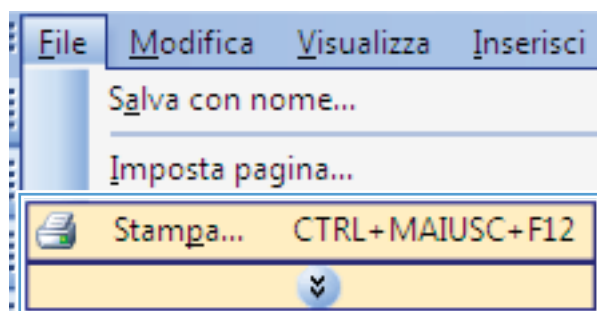 File Modifica Visualizza Inserisci
Salva con nome...
Imposta pagina...
Stampa... CTRL+MAIUSC+F12